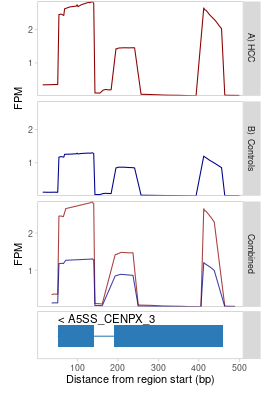 2
1
A) HCC
FPM
2
1
B) Controls
2
1
FPM
Combined
< A5SS_CENPX_3
100 200 300 400 500
Distance from region start (bp)